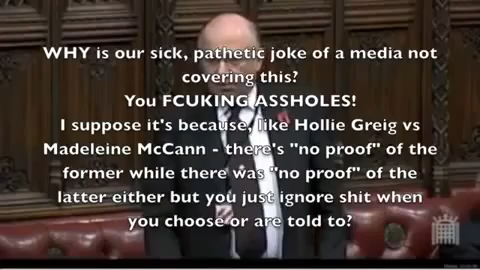 WHY is our sick, pathetic joke of a media not
covering this?
You FCUKING ASSHOLES!
I suppose it's because, like Hollie Greig vs
Madeleine McCann - there's "no proof" of the
former while there was "no proof" of the
latter either but you just ignore shit when
you choose or are told to?